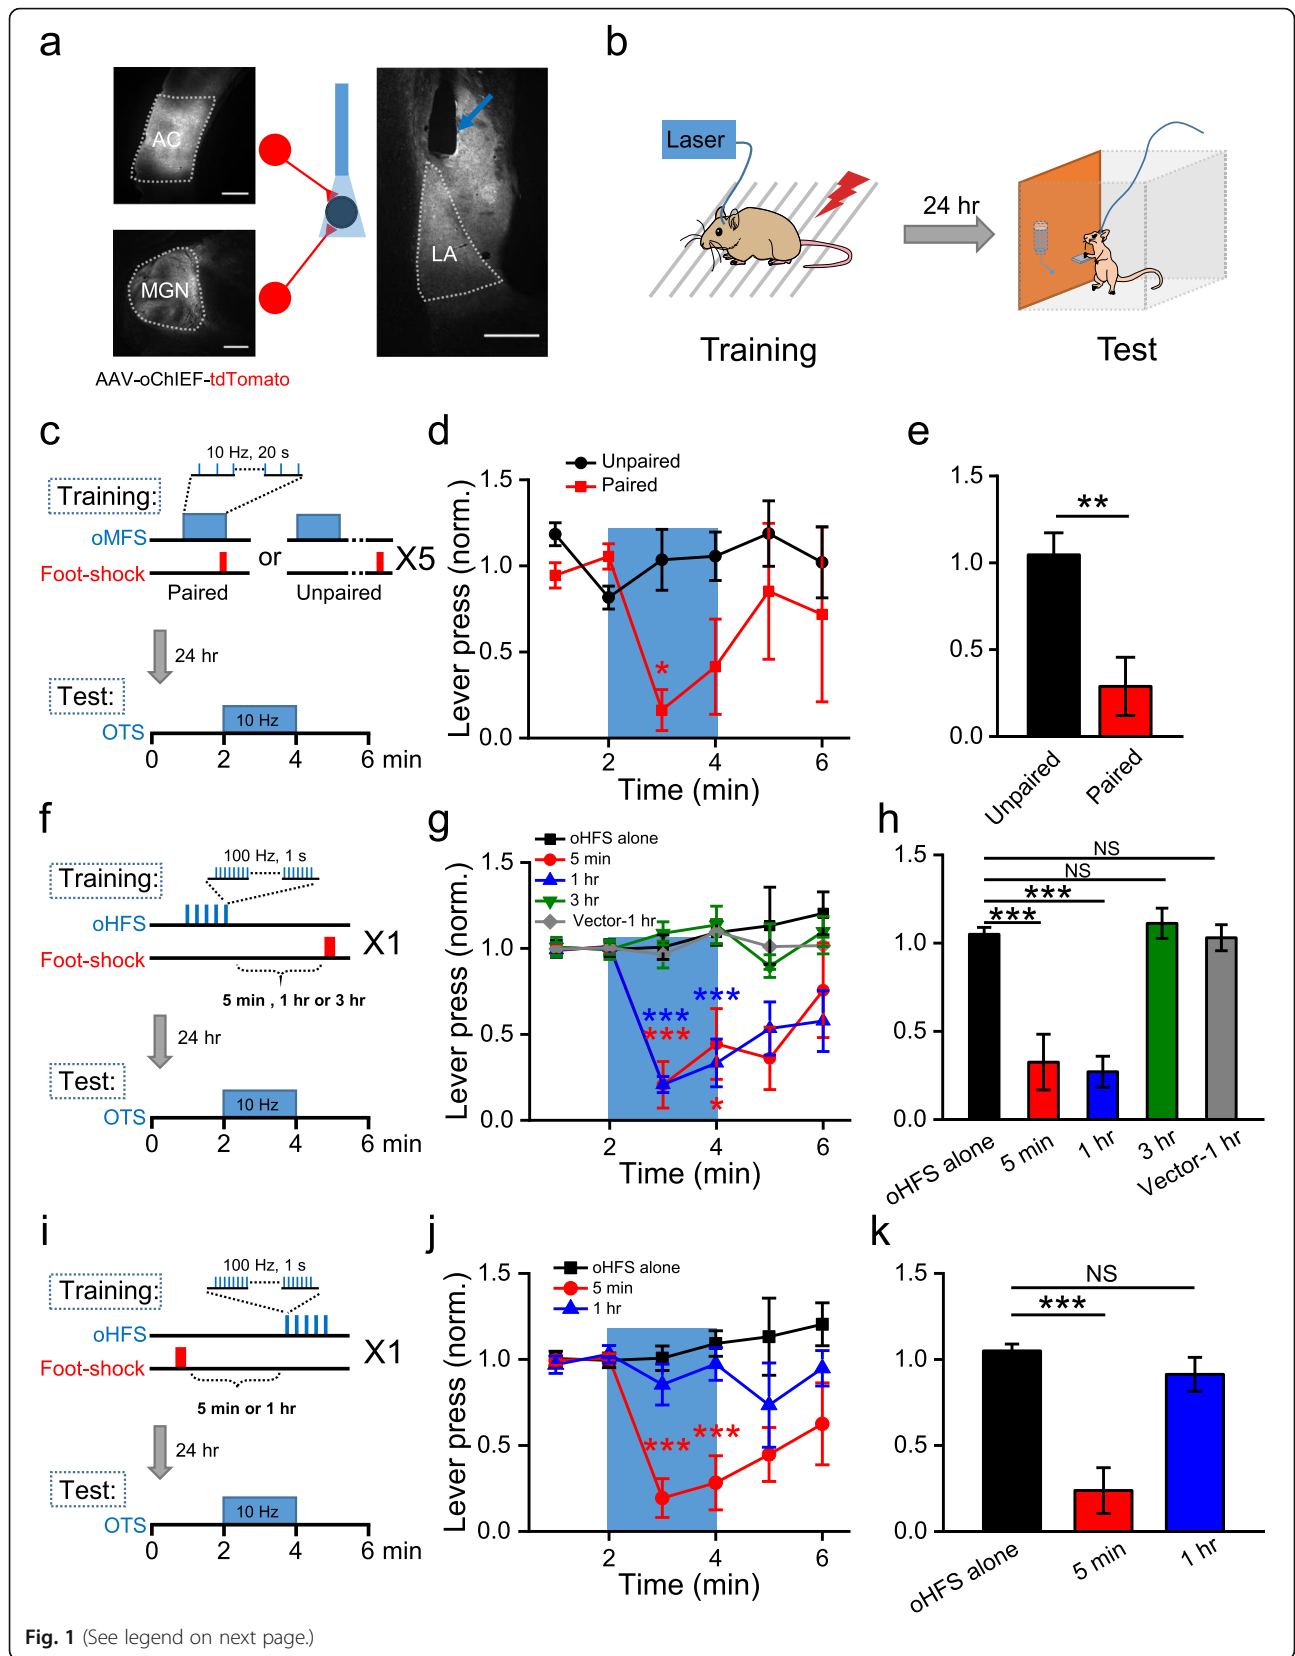 a
AC
MGN
LA
AAV-oChIEF-tdTomato
b
Laser
24 hr
Training
Test
c
10 Hz, 20 s
Training:
oMFS
Foot-shock
or
X5
Paired
Unpaired
24 hr
Test:
10 Hz
OTS
0 2 4 6 min
d
Unpaired
Paired
Lever press (norm.)
1.5
1.0
0.5
0.0
*
2 4 6
Time (min)
e
1.5
1.0
0.5
0.0
**
Unpaired
Paired
f
100 Hz, 1 s
Training:
oHFS
Foot-shock
X1
5 min , 1 hr or 3 hr
24 hr
Test:
10 Hz
OTS
0 2 4 6 min
g
oHFS alone
5 min
1 hr
3 hr
Vector-1 hr
Lever press (norm.)
1.5
1.0
0.5
0.0
***
***
***
*
2 4 6
Time (min)
h
1.5
1.0
0.5
0.0
NS
NS
***
***
oHFS alone
5 min
1 hr
3 hr
Vector-1 hr
i
100 Hz, 1 s
Training:
oHFS
Foot-shock
X1
5 min or 1 hr
24 hr
Test:
10 Hz
OTS
0 2 4 6 min
j
oHFS alone
5 min
1 hr
Lever press (norm.)
1.5
1.0
0.5
0.0
***
***
2 4 6
Time (min)
k
1.5
1.0
0.5
0.0
NS
***
oHFS alone
5 min
1 hr
Fig. 1 (See legend on next page.)